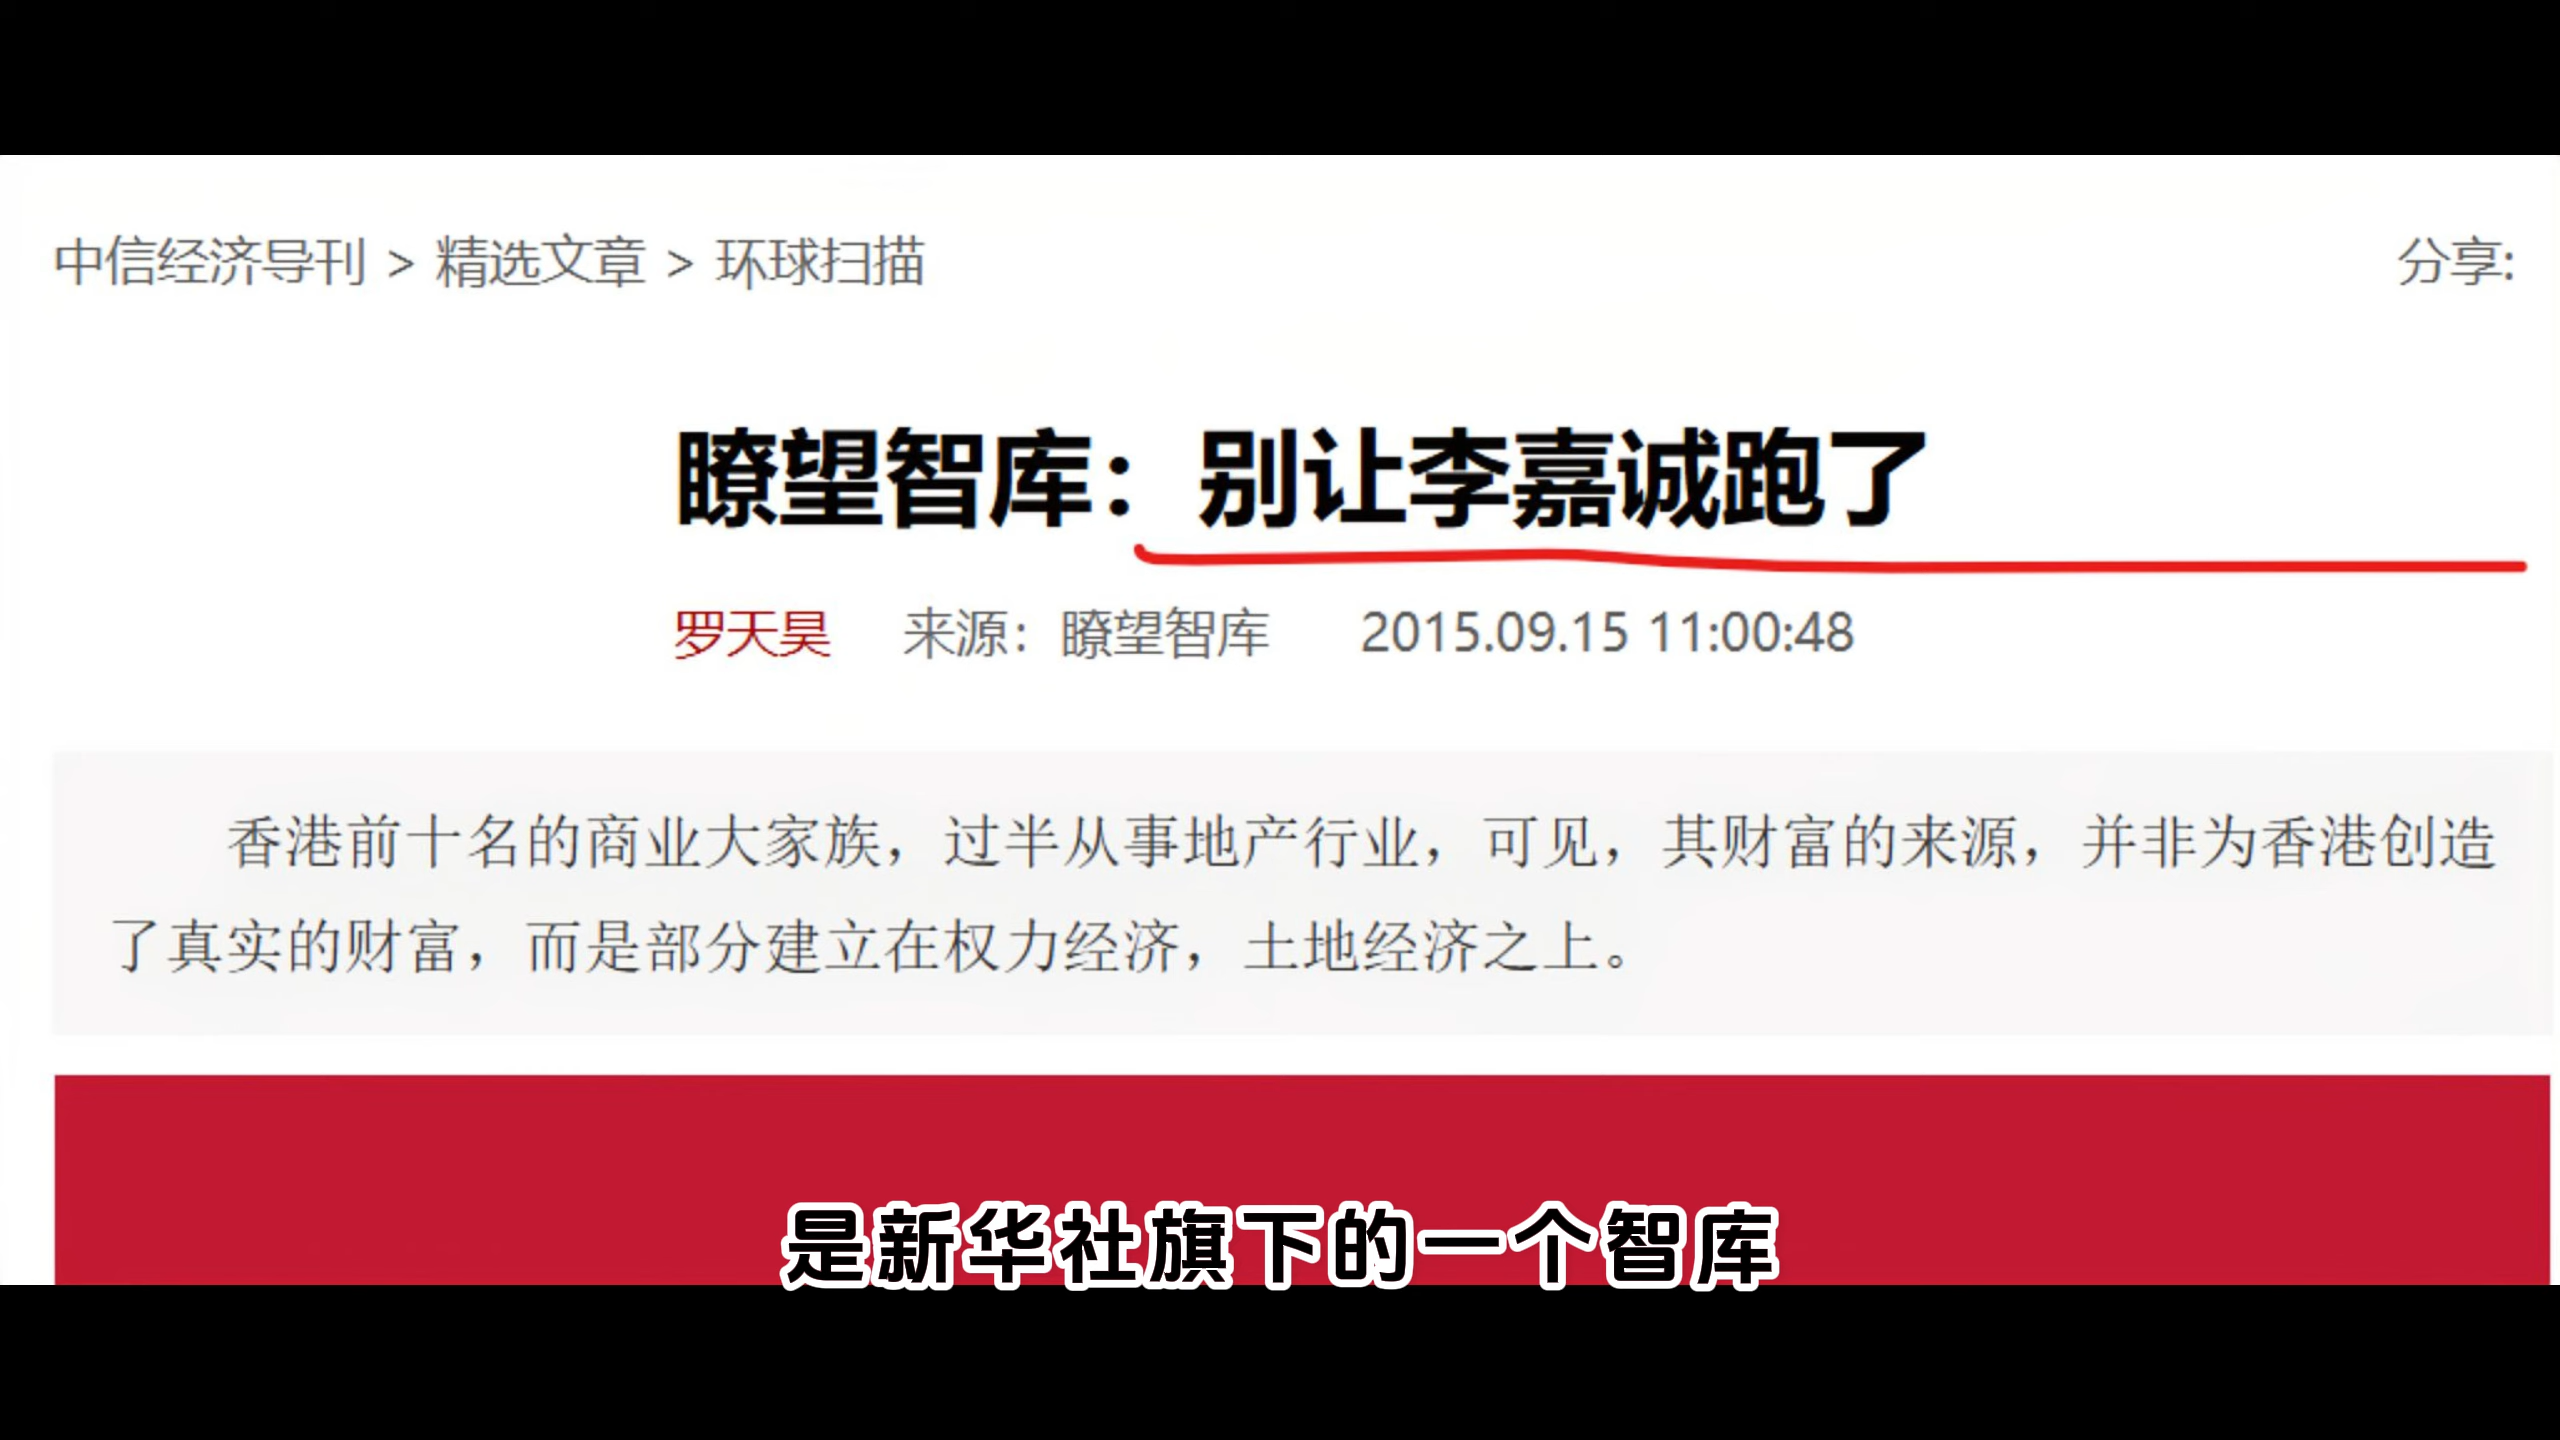 中信经济导刊 > 精选文章 > 环球扫描 分享:
瞭望智库：别让李嘉诚跑了
罗天昊 来源：瞭望智库 2015.09.15 11:00:48
香港前十名的商业大家族，过半从事地产行业，可见，其财富的来源，并非为香港创造
了真实的财富，而是部分建立在权力经济，土地经济之上。
是新华社旗下的一个智库